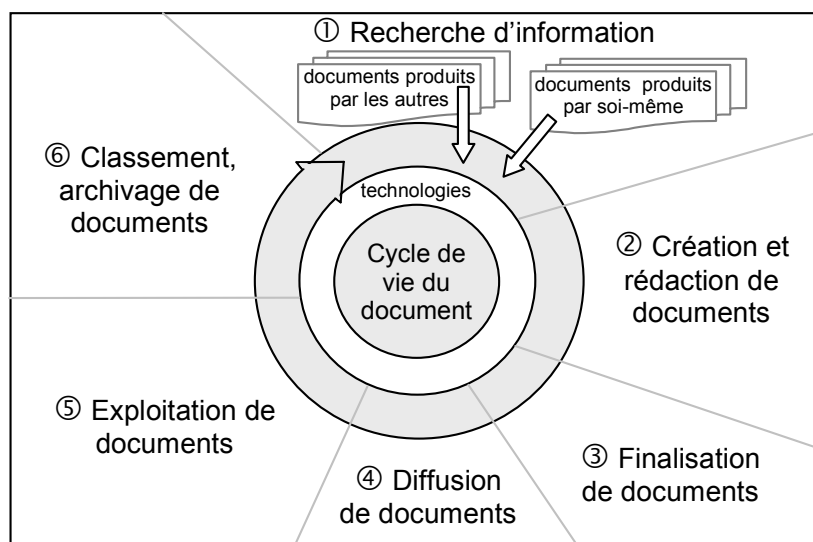 ① Recherche d’information
documents produits
par les autres
documents produits
par soi-même
technologies
Cycle de
vie du
document
② Création et
rédaction de
documents
③ Finalisation
de documents
④ Diffusion
de documents
⑤ Exploitation de
documents
⑥ Classement,
archivage de
documents